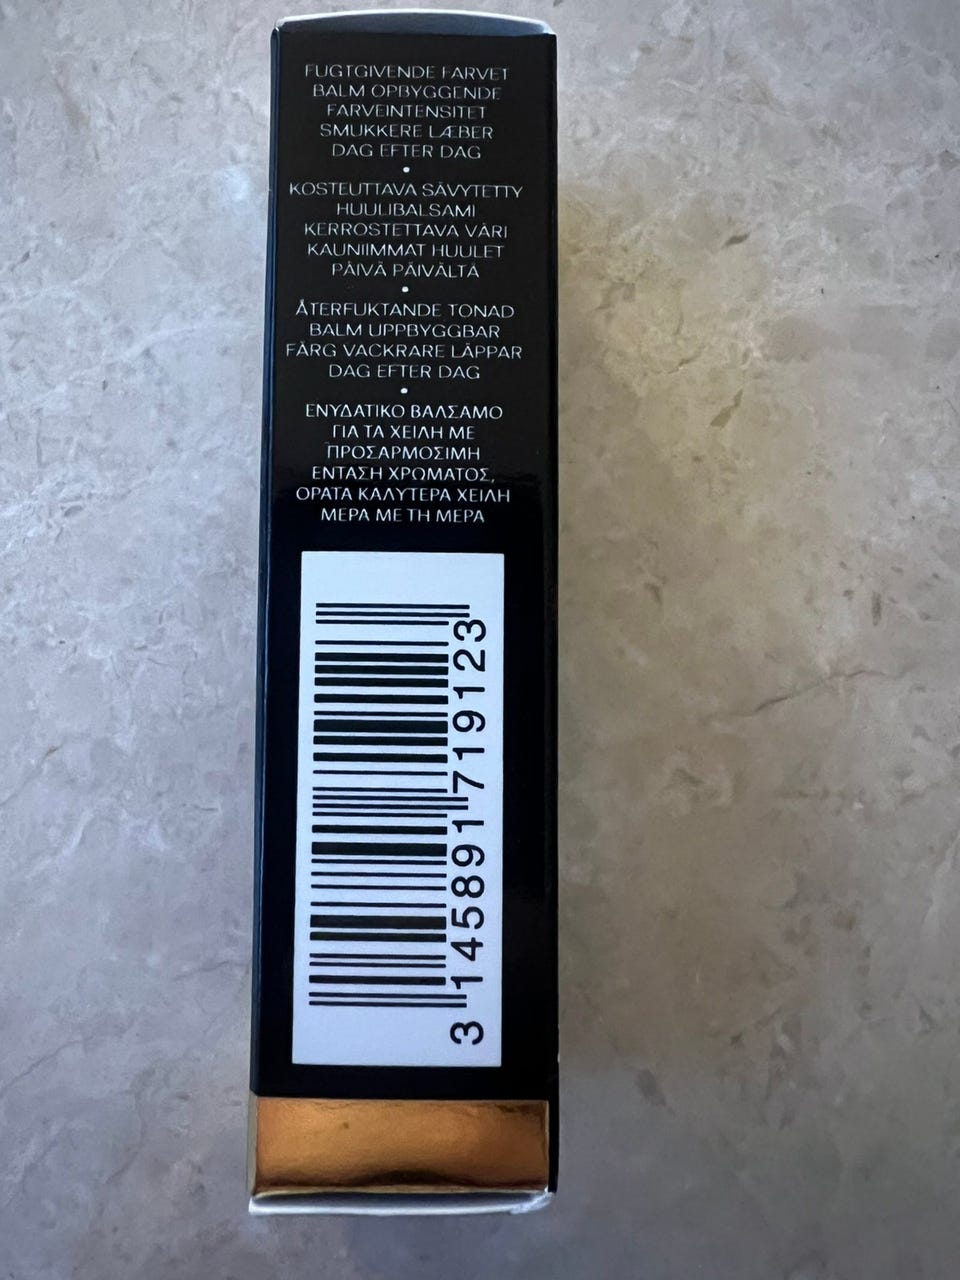 FUGTGIVENDE FARVET
BALM OPBYGGENDE
FARVEINTENSITET
SMUKKERE LÆBER
DAG EFTER DAG
•
KOSTEUTTAVA SÄVYTETTY
HUULIBALSAMI
KERROSTETTAVA VÄRI
KAUNIIMMAT HUULET
PÄIVÄ PÄIVÄLTÄ
•
ÅTERFUKTANDE TONAD
BALM UPPBYGGBAR
FÄRG VACKRARE LÄPPAR
DAG EFTER DAG
•
ΕΝΥΔΑΤΙΚΟ ΒΑΛΣΑΜΟ
ΓΙΑ ΤΑ ΧΕΙΛΗ ΜΕ
ΠΡΟΣΑΡΜΟΣΙΜΗ
ΕΝΤΑΣΗ ΧΡΩΜΑΤΟΣ,
ΟΡΑΤΑ ΚΑΛΥΤΕΡΑ ΧΕΙΛΗ
ΜΕΡΑ ΜΕ ΤΗ ΜΕΡΑ
3 145891 719123